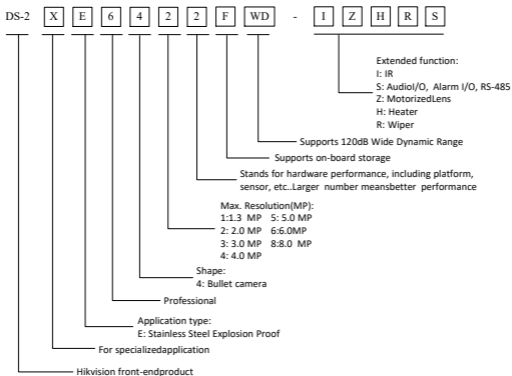 DS-2 X E 6 4 2 2 F WD - I Z H R S
Extended function:
I: IR
S: AudioI/O, Alarm I/O, RS-485
Z: MotorizedLens
H: Heater
R: Wiper
Supports 120dB Wide Dynamic Range
Supports on-board storage
Stands for hardware performance, including platform,
sensor, etc..Larger number meansbetter performance
Max. Resolution(MP):
1:1.3 MP 5: 5.0 MP
2: 2.0 MP 6:6.0MP
3: 3.0 MP 8:8.0 MP
4: 4.0 MP
Shape:
4: Bullet camera
Professional
Application type:
E: Stainless Steel Explosion Proof
For specializedapplication
Hikvision front-endproduct